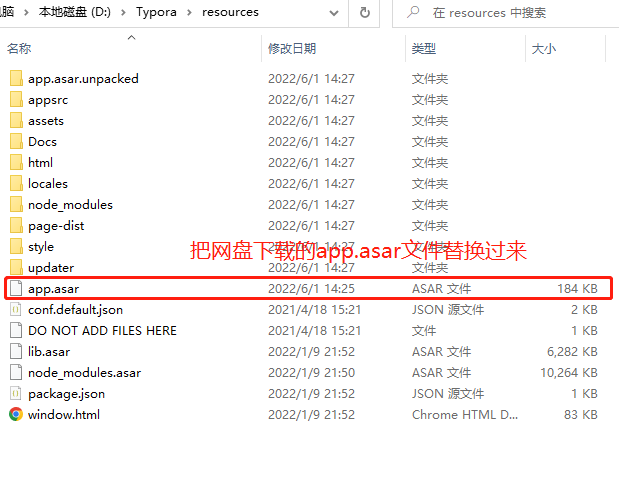 本地磁盘 (D:) › Typora › resources
在 resources 中搜索
名称 修改日期 类型 大小
app.asar.unpacked 2022/6/1 14:27 文件夹
appsrc 2022/6/1 14:27 文件夹
assets 2022/6/1 14:27 文件夹
Docs 2022/6/1 14:27 文件夹
html 2022/6/1 14:27 文件夹
locales 2022/6/1 14:27 文件夹
node_modules 2022/6/1 14:27 文件夹
page-dist 2022/6/1 14:27 文件夹
style 2022/6/1 14:27 文件夹
把网盘下载的app.asar文件替换过来
updater 2022/6/1 14:27 文件夹
app.asar 2022/6/1 14:25 ASAR 文件 184 KB
conf.default.json 2021/4/18 15:21 JSON 源文件 2 KB
DO NOT ADD FILES HERE 2021/4/18 15:21 文件 1 KB
lib.asar 2022/1/9 21:52 ASAR 文件 6,282 KB
node_modules.asar 2022/1/9 21:50 ASAR 文件 10,264 KB
package.json 2022/1/9 21:52 JSON 源文件 1 KB
window.html 2022/1/9 21:52 Chrome HTML D... 83 KB